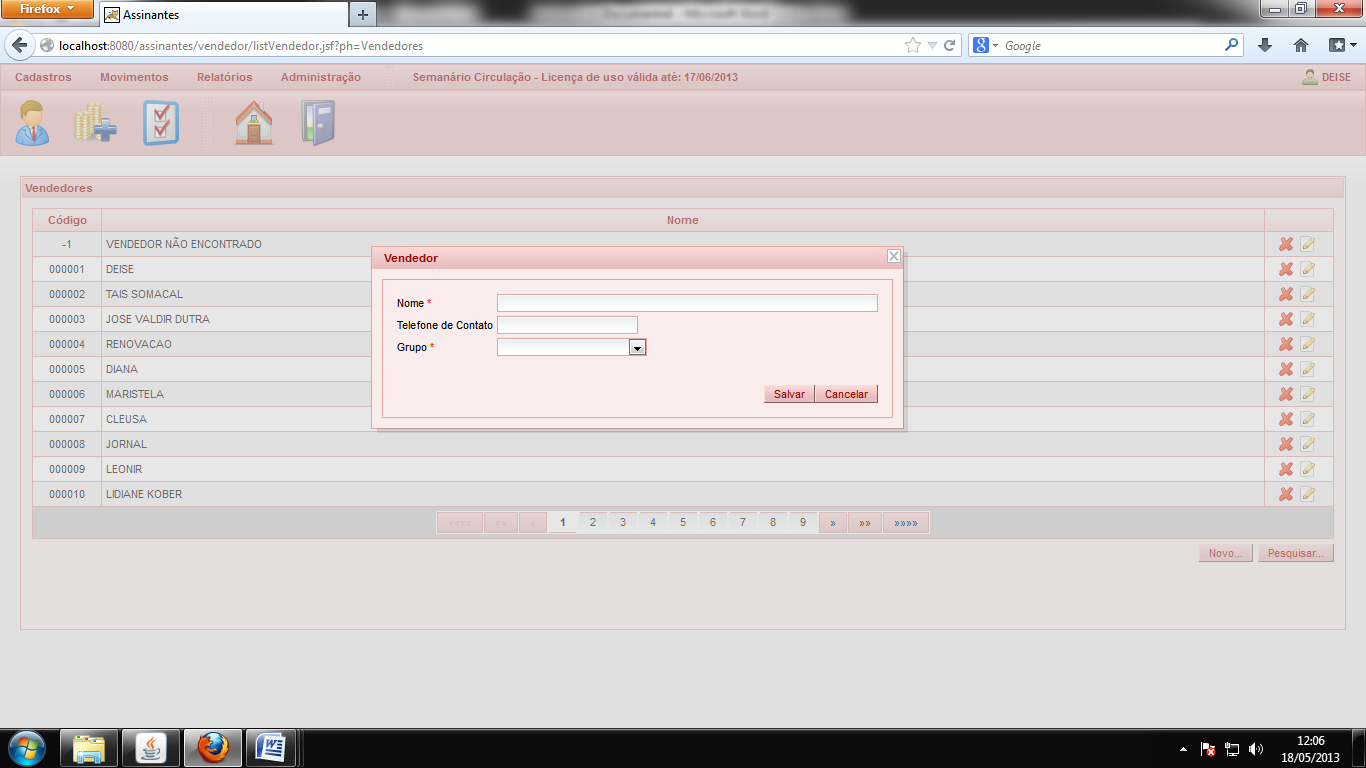 Firefox
Assinantes
Document4 - Microsoft Word
localhost:8080/assinantes/vendedor/listVendedor.jsf?ph=Vendedores
Google
Cadastros Movimentos Relatórios Administração Semanário Circulação - Licença de uso válida até: 17/06/2013 DEISE
Vendedores
Código Nome
-1 VENDEDOR NÃO ENCONTRADO
000001 DEISE
000002 TAIS SOMACAL
000003 JOSE VALDIR DUTRA
000004 RENOVACAO
000005 DIANA
000006 MARISTELA
000007 CLEUSA
000008 JORNAL
000009 LEONIR
000010 LIDIANE KOBER
Vendedor
Nome *
Telefone de Contato
Grupo *
Salvar Cancelar
«««« «« « 1 2 3 4 5 6 7 8 9 » »» »»»»
Novo... Pesquisar...
12:06
18/05/2013